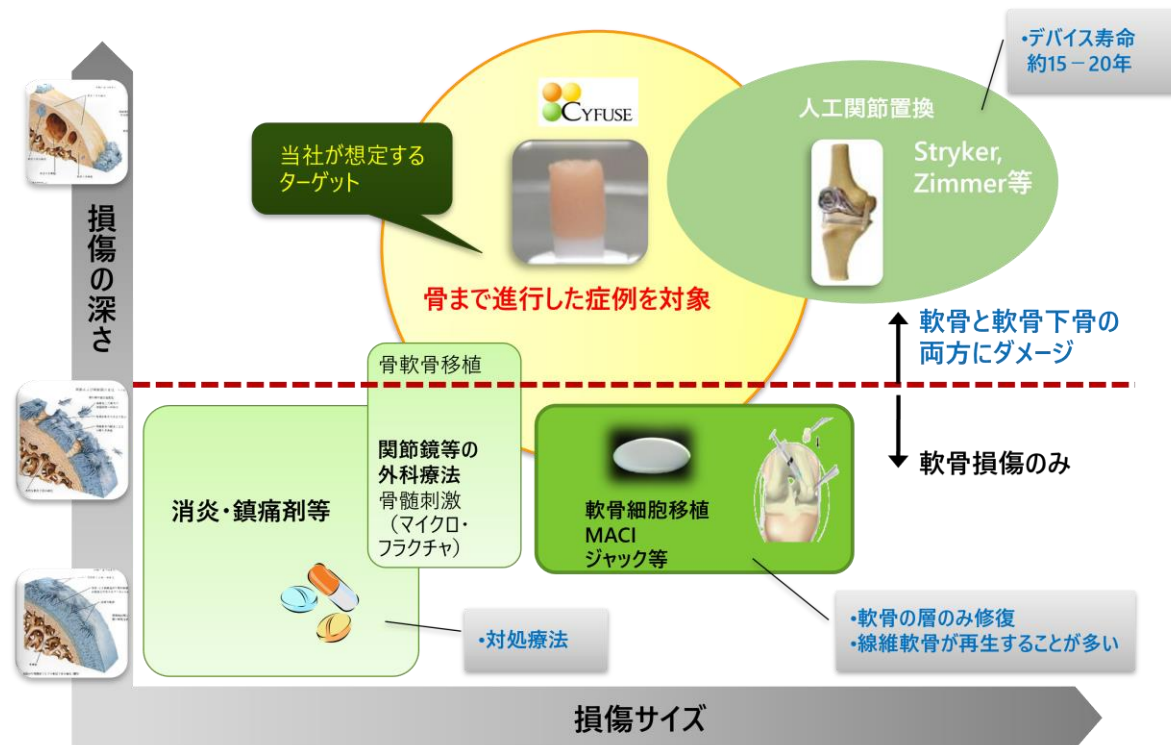 •デバイス寿命
約15－20年
CYFUSE
人工関節置換
Stryker,
Zimmer等
当社が想定する
ターゲット
骨まで進行した症例を対象
損傷の深さ
軟骨と軟骨下骨の
両方にダメージ
骨軟骨移植
軟骨損傷のみ
関節鏡等の
外科療法
骨髄刺激
（マイクロ・
フラクチャ）
消炎・鎮痛剤等
軟骨細胞移植
MACI
ジャック等
•対処療法
•軟骨の層のみ修復
•線維軟骨が再生することが多い
損傷サイズ